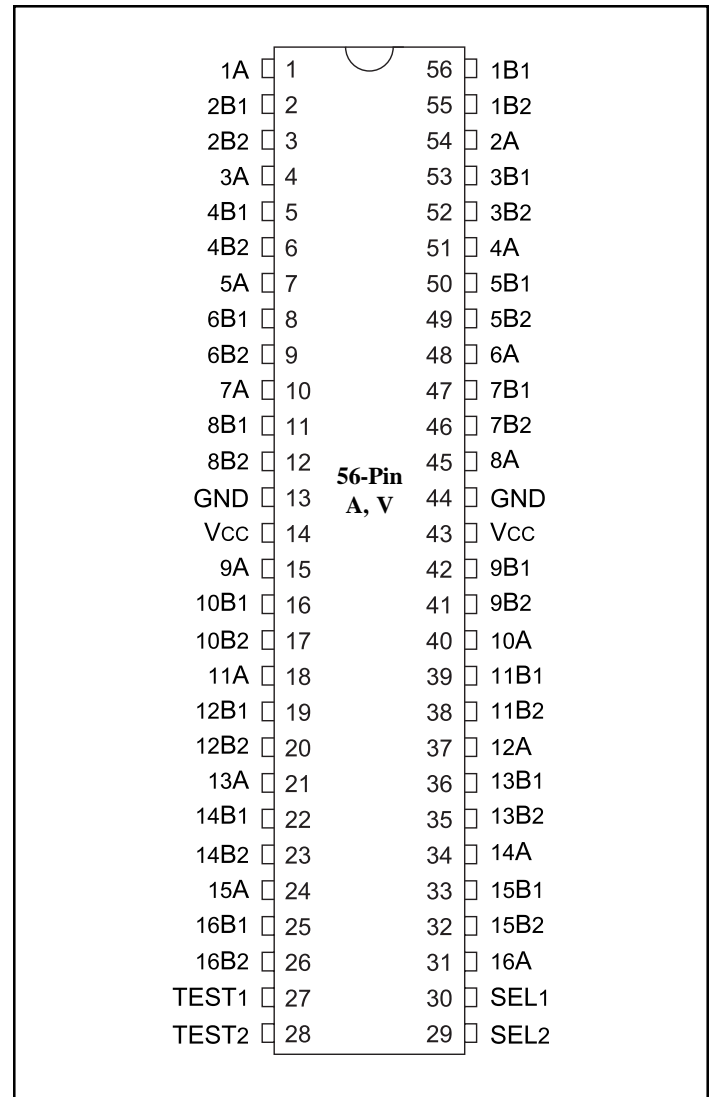 1A 1 56 1B1
2B1 2 55 1B2
2B2 3 54 2A
3A 4 53 3B1
4B1 5 52 3B2
4B2 6 51 4A
5A 7 50 5B1
6B1 8 49 5B2
6B2 9 48 6A
7A 10 47 7B1
8B1 11 46 7B2
8B2 12 45 8A
56-Pin
GND 13 A, V 44 GND
VCC 14 43 VCC
9A 15 42 9B1
10B1 16 41 9B2
10B2 17 40 10A
11A 18 39 11B1
12B1 19 38 11B2
12B2 20 37 12A
13A 21 36 13B1
14B1 22 35 13B2
14B2 23 34 14A
15A 24 33 15B1
16B1 25 32 15B2
16B2 26 31 16A
TEST1 27 30 SEL1
TEST2 28 29 SEL2